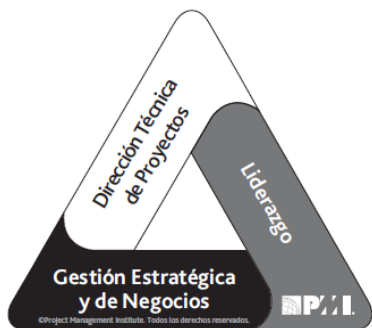 Dirección Técnica
de Proyectos
Liderazgo
Gestión Estratégica
y de Negocios
PMI.
©Project Management Institute. Todos los derechos reservados.